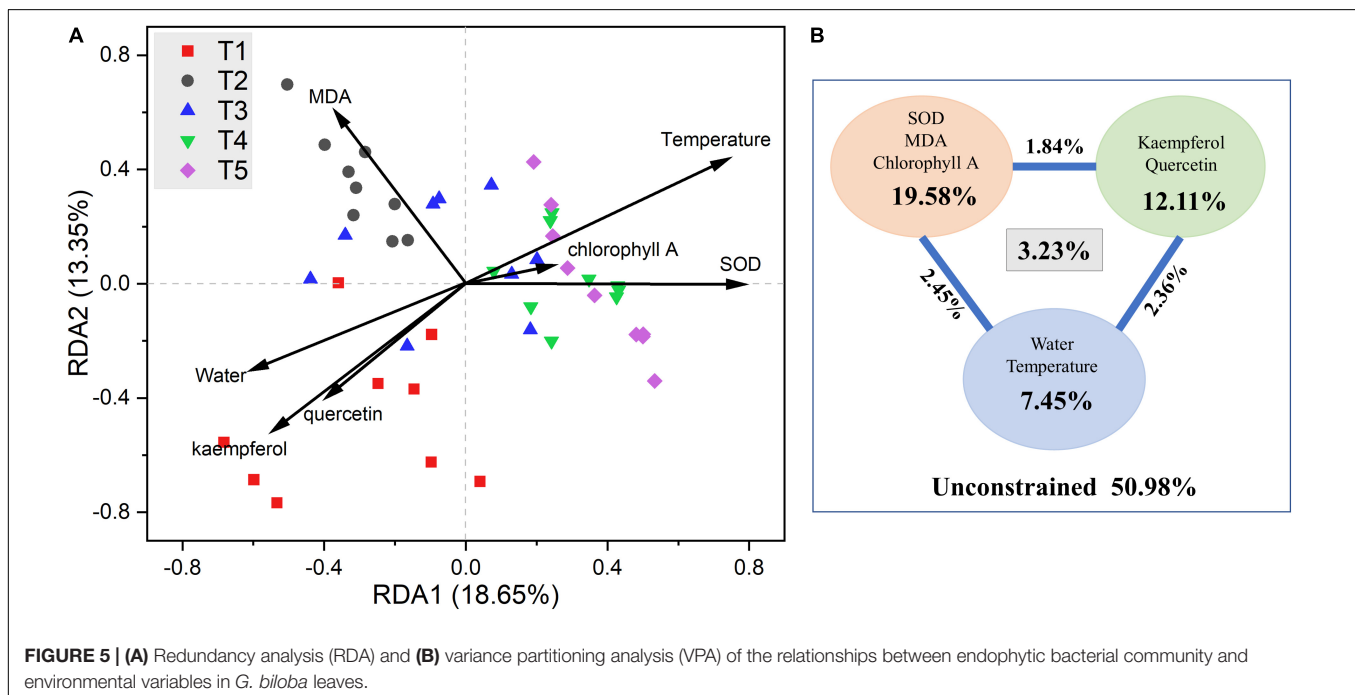 A
T1
T2
T3
T4
T5
MDA
Temperature
chlorophyll A
SOD
Water
quercetin
kaempferol
0.8
0.4
0.0
-0.4
-0.8
RDA2 (13.35%)
-0.8
-0.4
0.0
0.4
0.8
RDA1 (18.65%)
B
SOD
MDA
Chlorophyll A
19.58%
1.84%
Kaempferol
Quercetin
12.11%
3.23%
2.45%
2.36%
Water
Temperature
7.45%
Unconstrained 50.98%
FIGURE 5 | (A) Redundancy analysis (RDA) and (B) variance partitioning analysis (VPA) of the relationships between endophytic bacterial community and
environmental variables in G. biloba leaves.